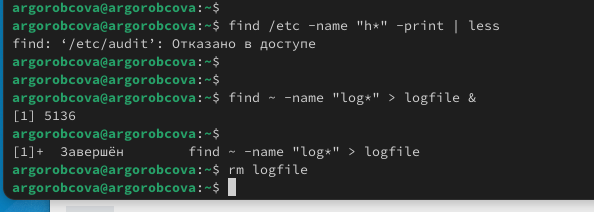 argorobcova@argorobcova:~$
argorobcova@argorobcova:~$ find /etc -name "h*" -print | less
find: ‘/etc/audit’: Отказано в доступе
argorobcova@argorobcova:~$
argorobcova@argorobcova:~$
argorobcova@argorobcova:~$ find ~ -name "log*" > logfile &
[1] 5136
argorobcova@argorobcova:~$
[1]+  Завершён        find ~ -name "log*" > logfile
argorobcova@argorobcova:~$ rm logfile
argorobcova@argorobcova:~$